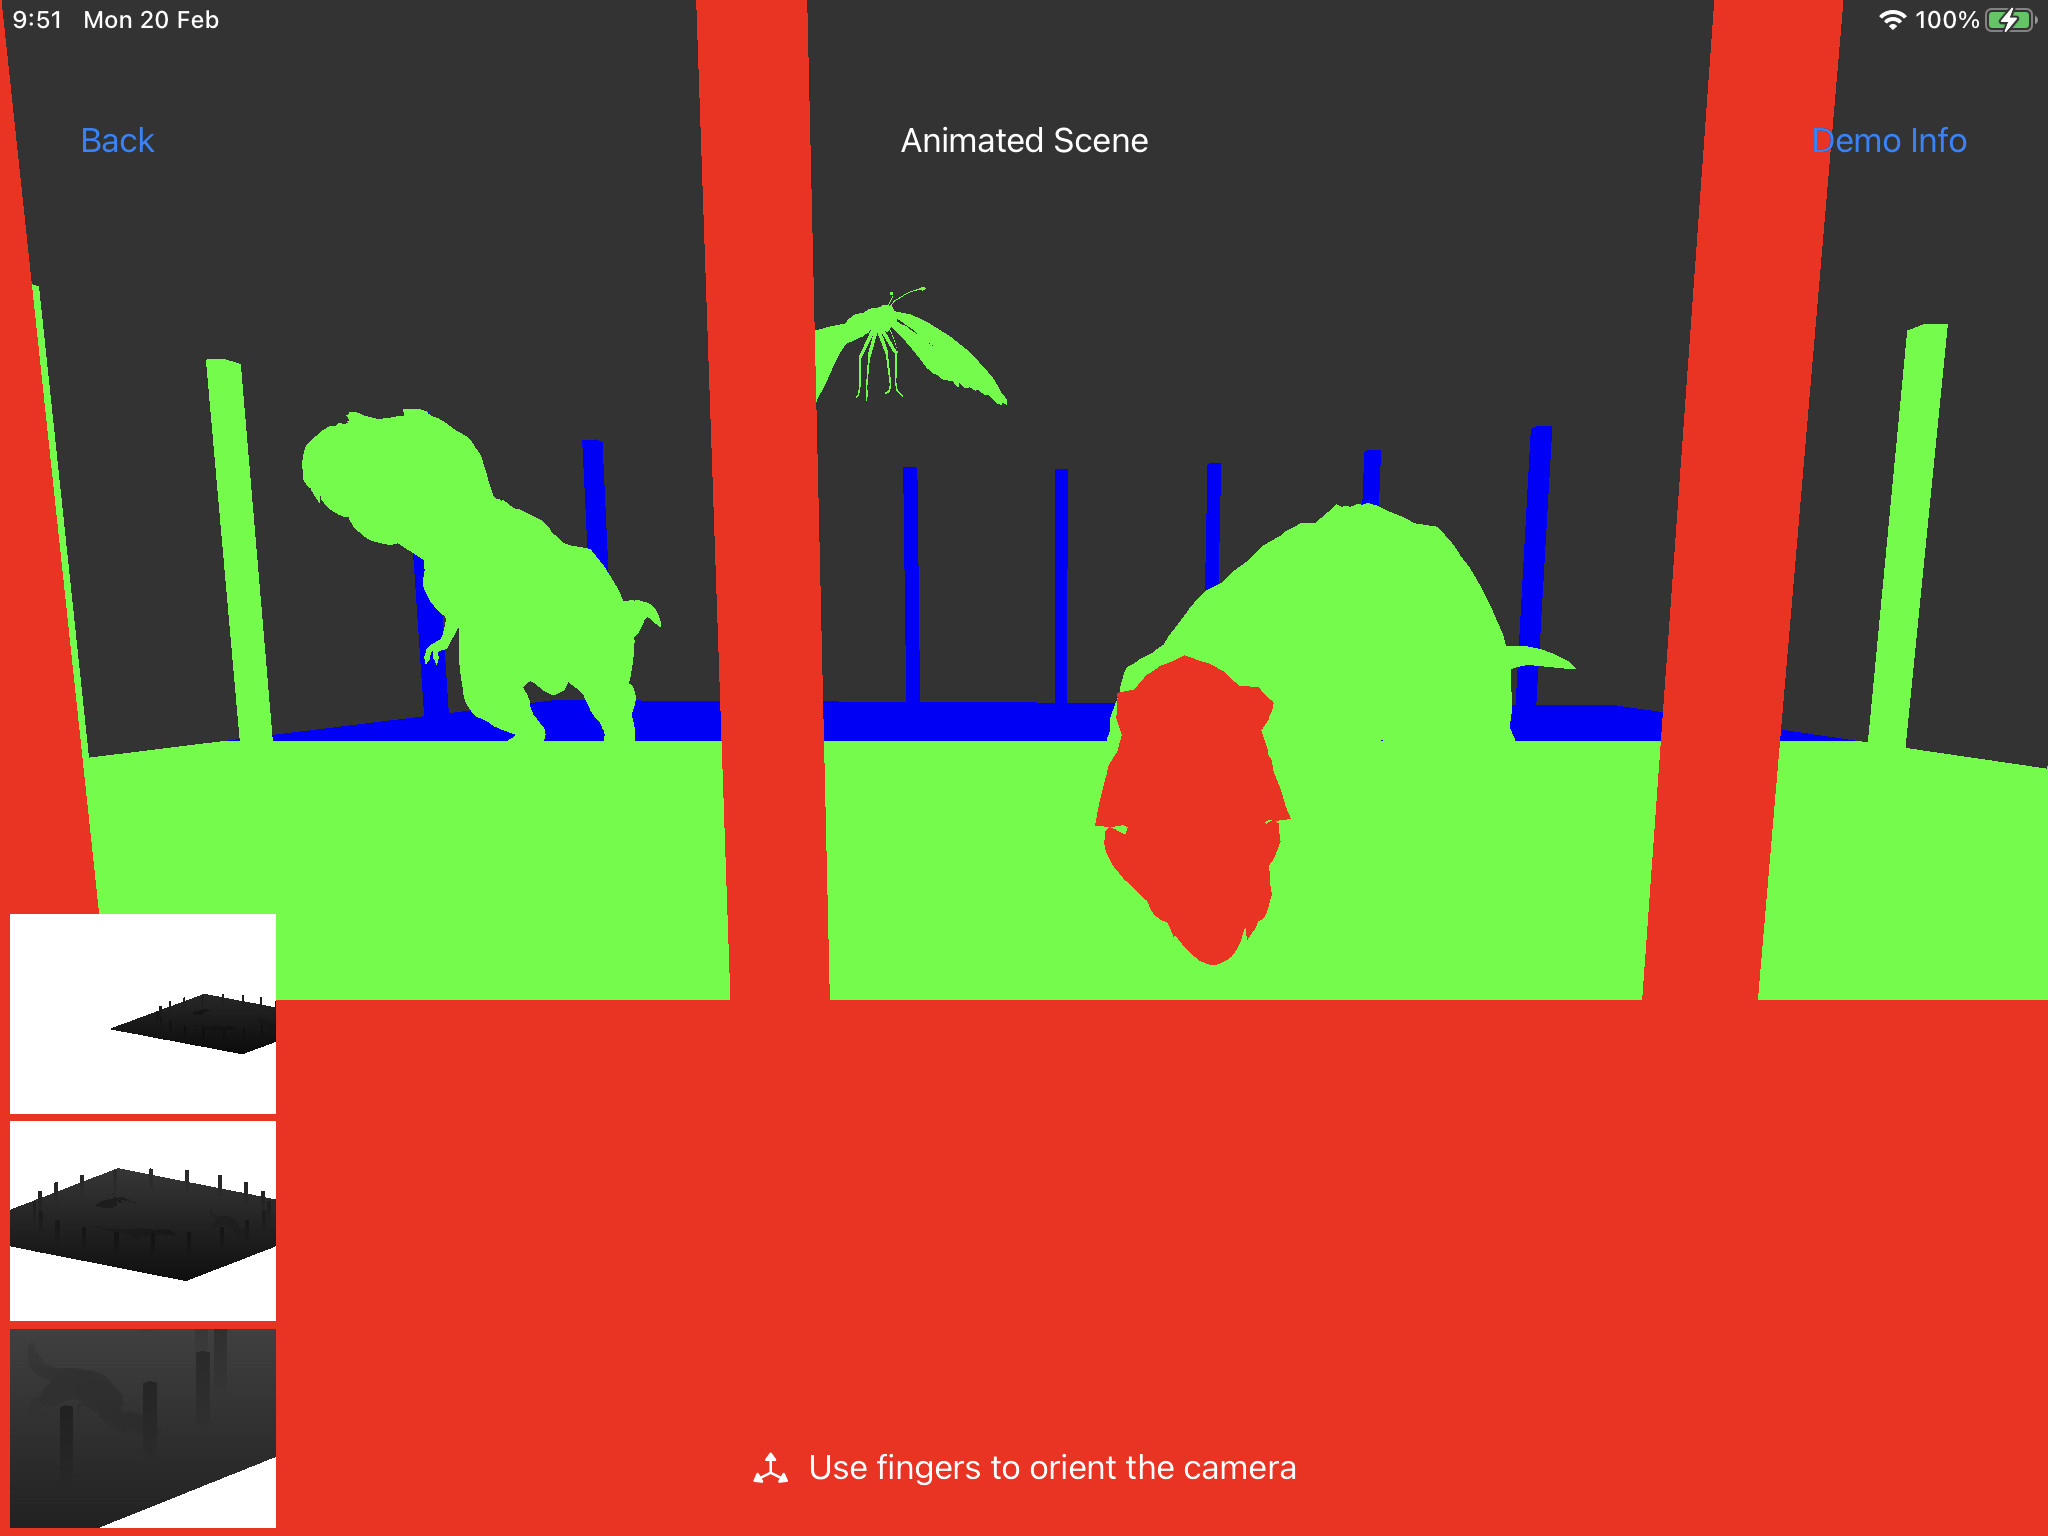 9:51 Mon 20 Feb 100%
Back Animated Scene Demo Info
Use fingers to orient the camera